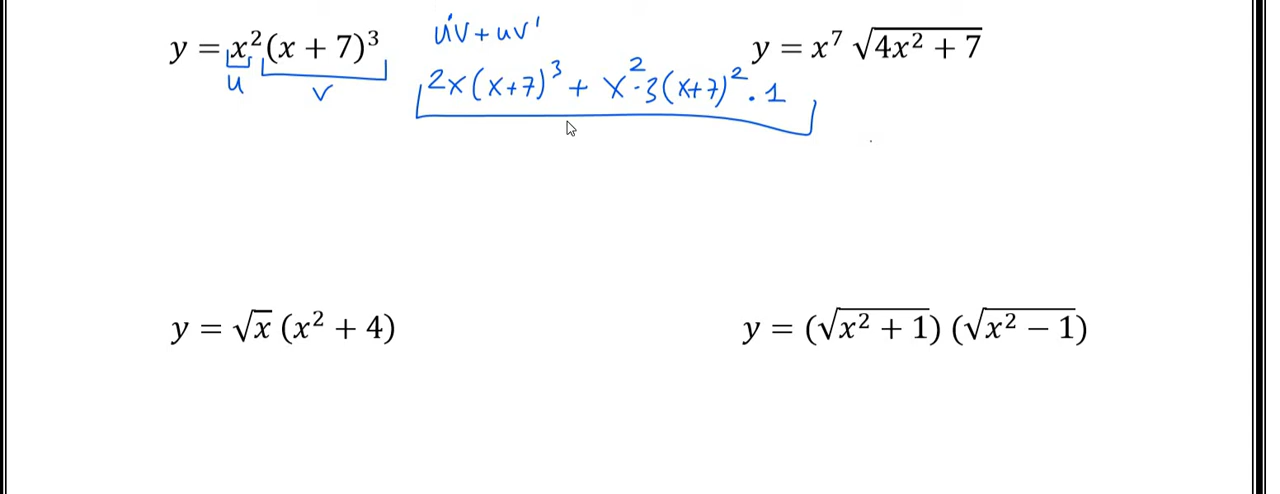 y = x²(x + 7)³ u'v + uv' y = x⁷ √(4x² + 7)
u v 2x(x+7)³ + x²·3(x+7)²·1
y = √x (x² + 4) y = (√(x² + 1)) (√(x² − 1))